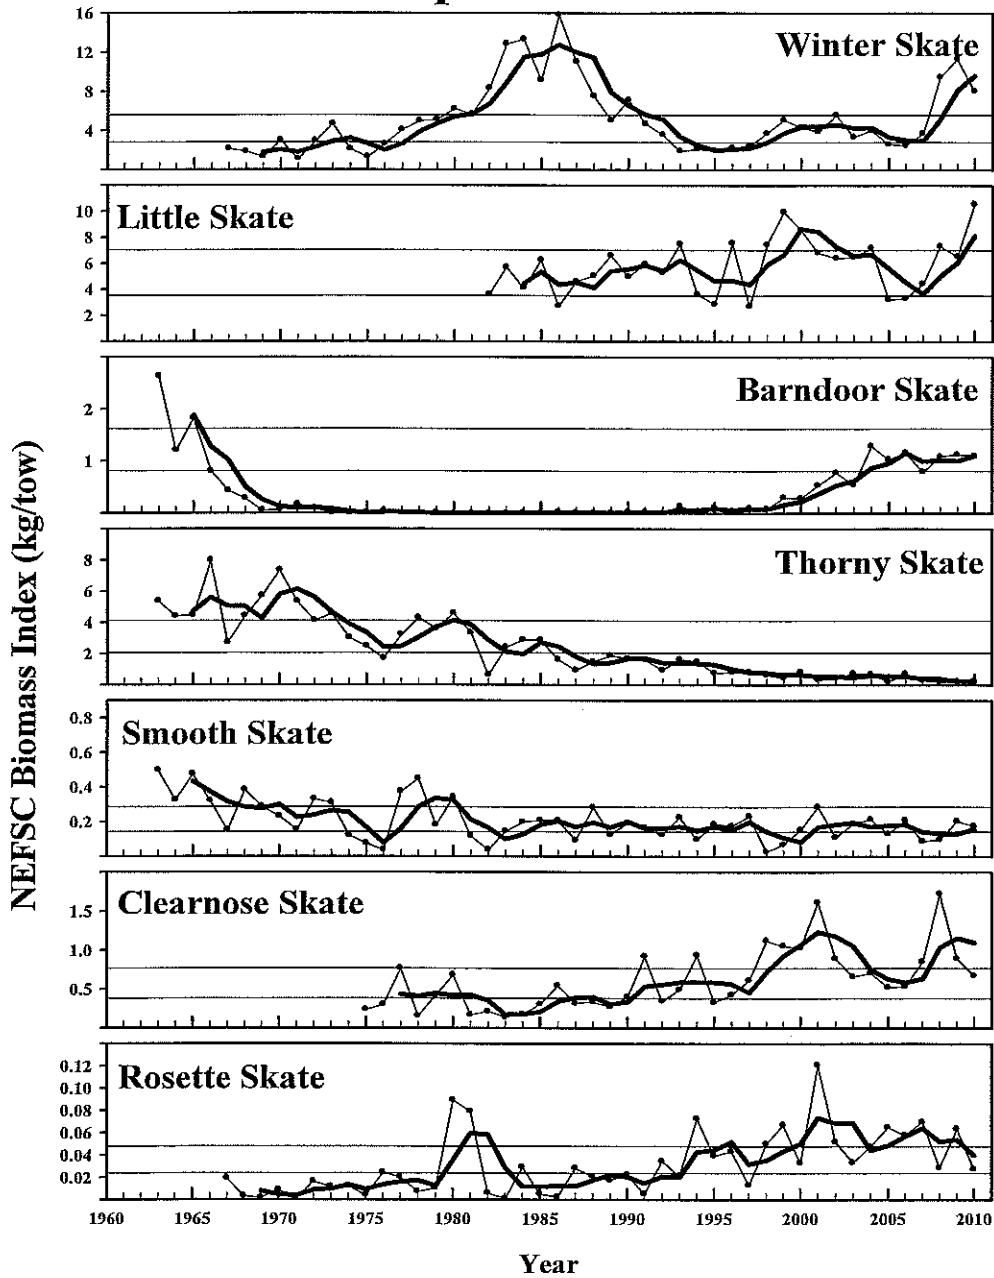 16
Winter Skate
12
8
4
10
Little Skate
8
6
4
2
Barndoor Skate
2
1
8
Thorny Skate
6
4
2
0.8
Smooth Skate
0.6
0.4
0.2
Clearnose Skate
1.5
1.0
0.5
0.12
Rosette Skate
0.10
0.08
0.06
0.04
0.02
NEFSC Biomass Index (kg/tow)
1960 1965 1970 1975 1980 1985 1990 1995 2000 2005 2010
Year